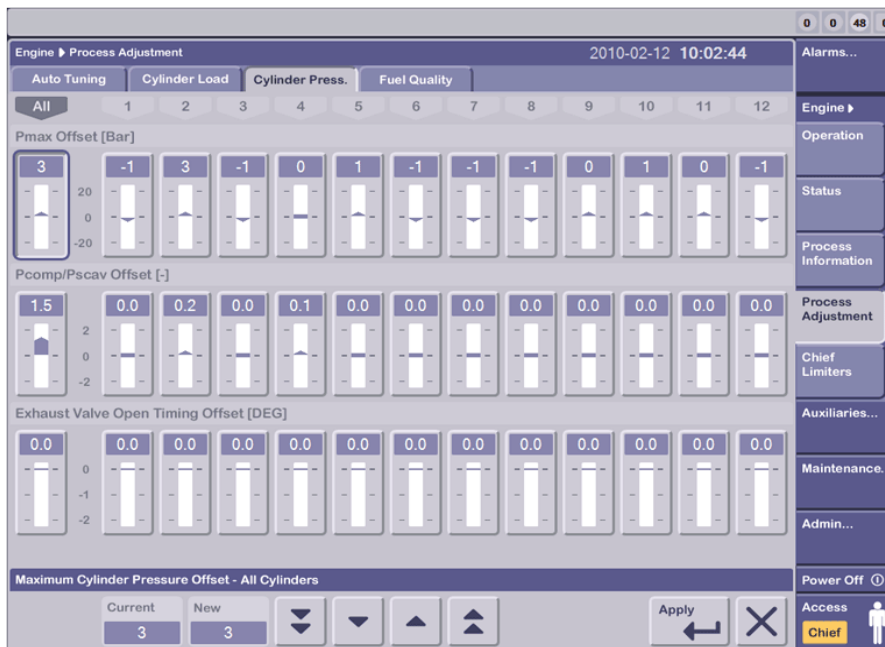 0 0 48
Engine Process Adjustment 2010-02-12 10:02:44
Alarms...
Auto Tuning Cylinder Load Cylinder Press. Fuel Quality
All 1 2 3 4 5 6 7 8 9 10 11 12
Engine
Pmax Offset [Bar]
Operation
3 -1 3 -1 0 1 -1 -1 -1 0 1 0 -1
20
0
-20
Status
Process
Information
Pcomp/Pscav Offset [-]
1.5 0.0 0.2 0.0 0.1 0.0 0.0 0.0 0.0 0.0 0.0 0.0 0.0
2
0
-2
Process
Adjustment
Chief
Limiters
Exhaust Valve Open Timing Offset [DEG]
Auxiliaries...
0.0 0.0 0.0 0.0 0.0 0.0 0.0 0.0 0.0 0.0 0.0 0.0 0.0
0
-1
-2
Maintenance.
Admin...
Maximum Cylinder Pressure Offset - All Cylinders
Power Off
Current New
3 3
Apply
Access
Chief